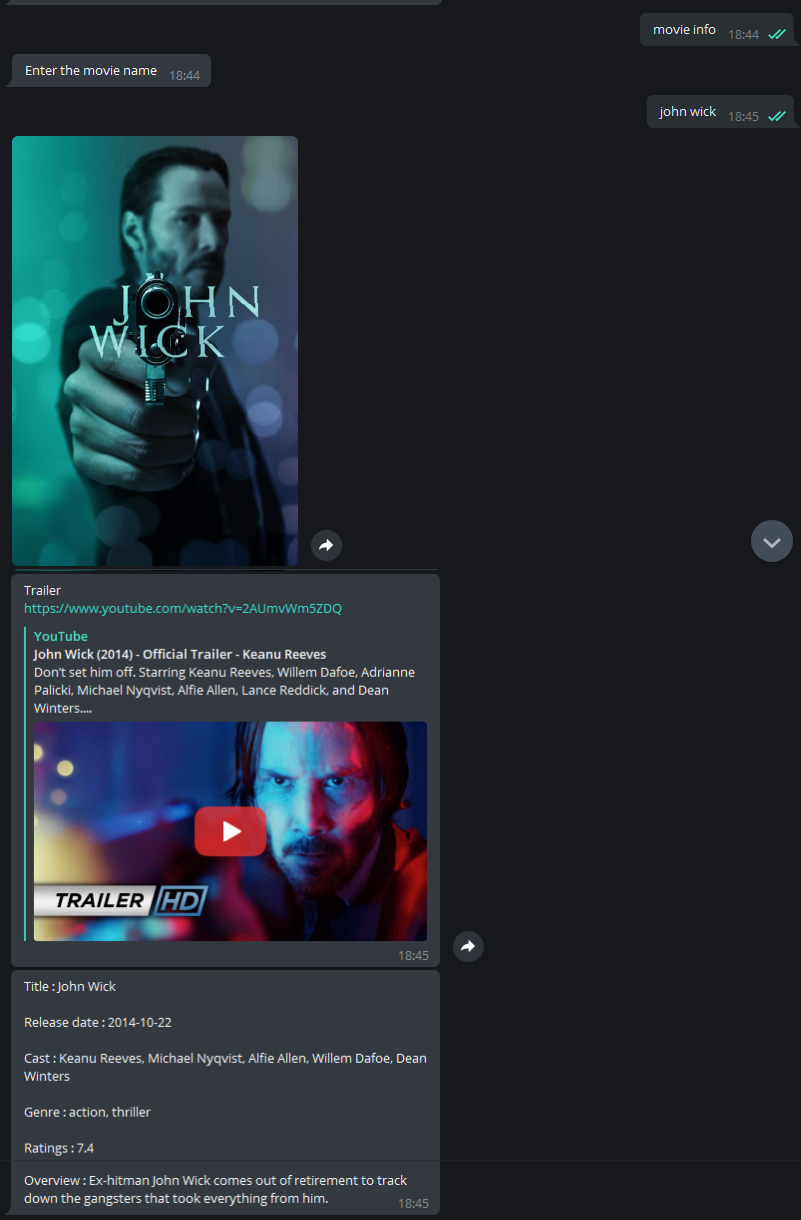 movie info 18:44
Enter the movie name 18:44
john wick 18:45
JOHN
WICK
Trailer
https://www.youtube.com/watch?v=2AUmvWm5ZDQ
YouTube
John Wick (2014) - Official Trailer - Keanu Reeves
Don't set him off. Starring Keanu Reeves, Willem Dafoe, Adrianne
Palicki, Michael Nyqvist, Alfie Allen, Lance Reddick, and Dean
Winters....
TRAILER HD
18:45
Title : John Wick
Release date : 2014-10-22
Cast : Keanu Reeves, Michael Nyqvist, Alfie Allen, Willem Dafoe, Dean
Winters
Genre : action, thriller
Ratings : 7.4
Overview : Ex-hitman John Wick comes out of retirement to track
down the gangsters that took everything from him. 18:45